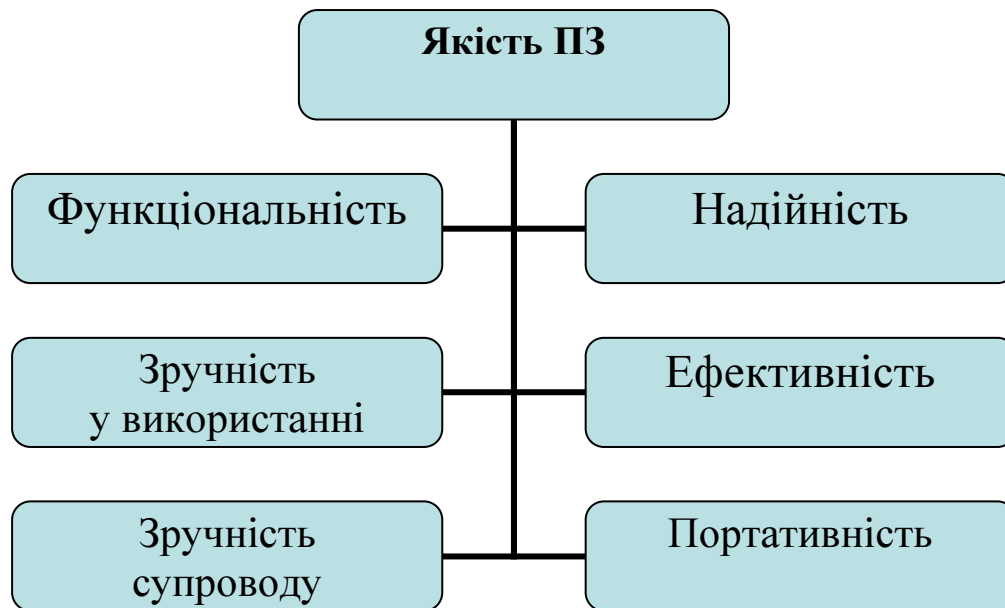 Якість ПЗ
Функціональність
Надійність
Зручність
у використанні
Ефективність
Зручність
супроводу
Портативність